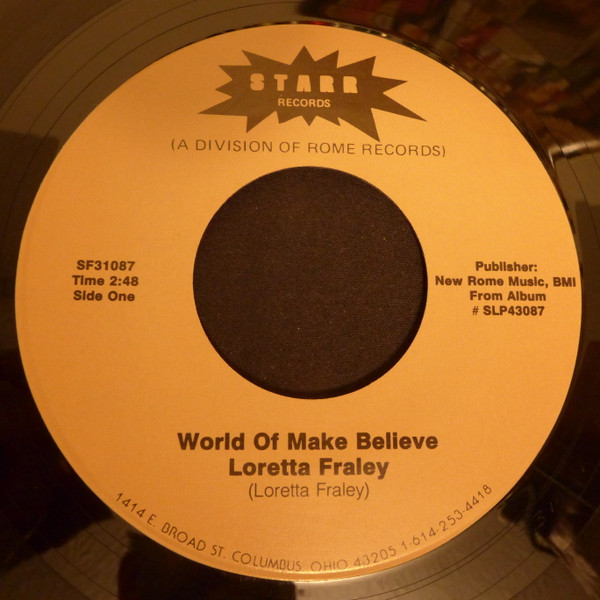 STARR
RECORDS
(A DIVISION OF ROME RECORDS)
SF31087
Time 2:48
Side One
Publisher:
New Rome Music, BMI
From Album
# SLP43087
World Of Make Believe
Loretta Fraley
(Loretta Fraley)
1414 E. BROAD ST. COLUMBUS, OHIO 43205 1-614-253-4418